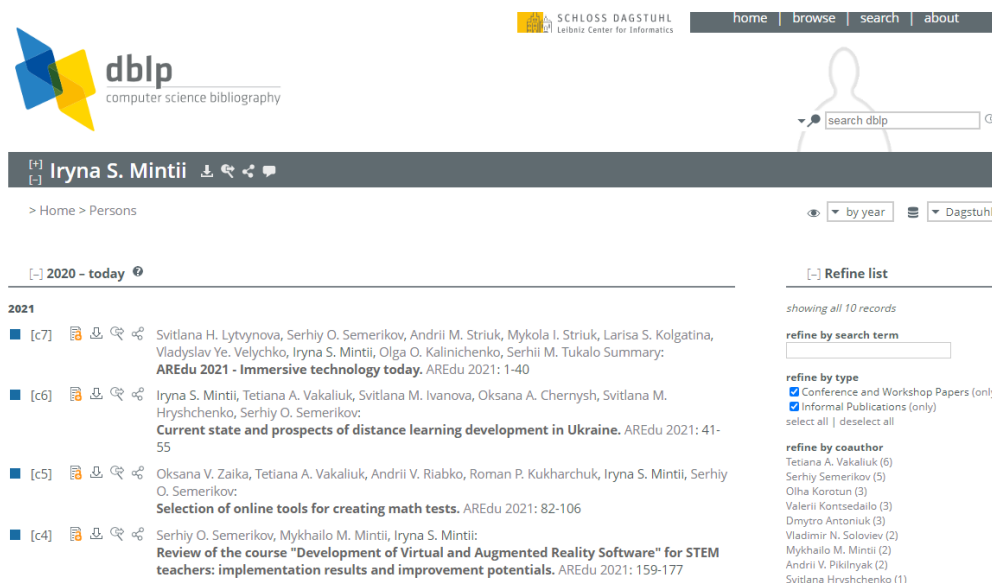 SCHLOSS DAGSTUHL
Leibniz Center for Informatics
home | browse | search | about
dblp
computer science bibliography
search dblp
[+]
[–]
Iryna S. Mintii
> Home > Persons
by year
Dagstuhl
[–] 2020 – today
?
[–] Refine list
2021
[c7]
Svitlana H. Lytvynova, Serhiy O. Semerikov, Andrii M. Striuk, Mykola I. Striuk, Larisa S. Kolgatina,
Vladyslav Ye. Velychko, Iryna S. Mintii, Olga O. Kalinichenko, Serhii M. Tukalo Summary:
AREdu 2021 - Immersive technology today. AREdu 2021: 1-40
[c6]
Iryna S. Mintii, Tetiana A. Vakaliuk, Svitlana M. Ivanova, Oksana A. Chernysh, Svitlana M.
Hryshchenko, Serhiy O. Semerikov:
Current state and prospects of distance learning development in Ukraine. AREdu 2021: 41-
55
[c5]
Oksana V. Zaika, Tetiana A. Vakaliuk, Andrii V. Riabko, Roman P. Kukharchuk, Iryna S. Mintii, Serhiy
O. Semerikov:
Selection of online tools for creating math tests. AREdu 2021: 82-106
[c4]
Serhiy O. Semerikov, Mykhailo M. Mintii, Iryna S. Mintii:
Review of the course "Development of Virtual and Augmented Reality Software" for STEM
teachers: implementation results and improvement potentials. AREdu 2021: 159-177
showing all 10 records
refine by search term
refine by type
Conference and Workshop Papers (only
Informal Publications (only)
select all | deselect all
refine by coauthor
Tetiana A. Vakaliuk (6)
Serhiy Semerikov (5)
Olha Korotun (3)
Valerii Kontsedailo (3)
Dmytro Antoniuk (3)
Vladimir N. Soloviev (2)
Mykhailo M. Mintii (2)
Andrii V. Pikilnyak (2)
Svitlana Hryshchenko (1)